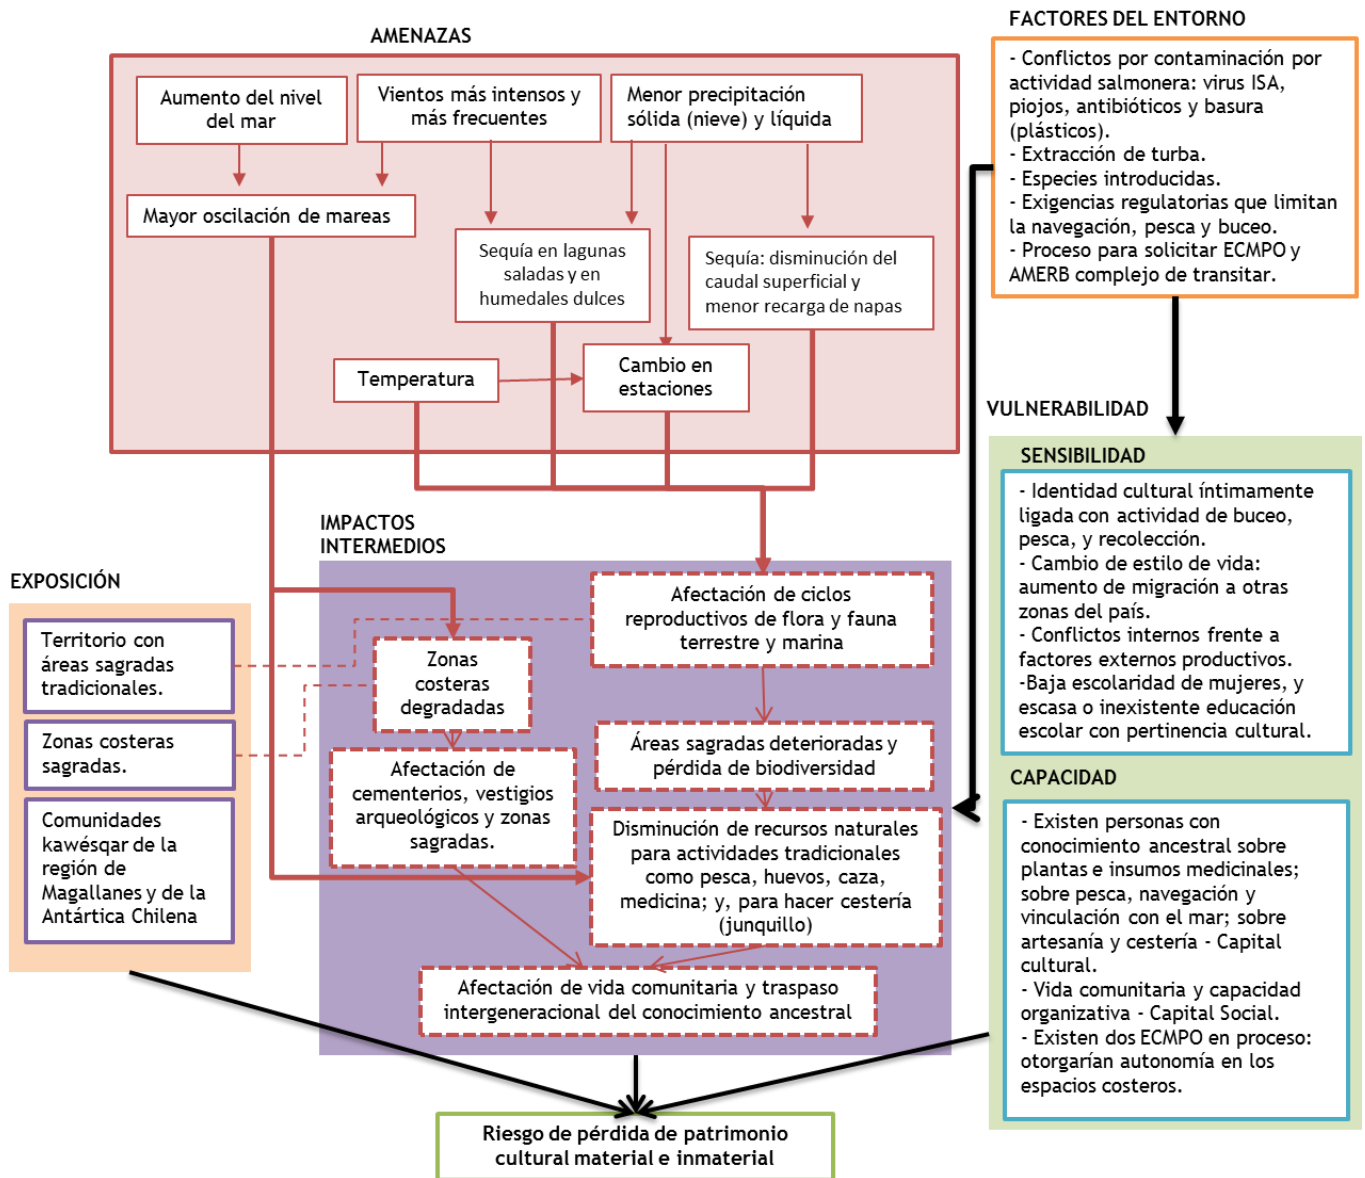 AMENAZAS
Aumento del nivel
del mar
Vientos más intensos y
más frecuentes
Menor precipitación
sólida (nieve) y líquida
Mayor oscilación de mareas
Sequía en lagunas
saladas y en
humedales dulces
Sequía: disminución del
caudal superficial y
menor recarga de napas
Temperatura
Cambio en
estaciones
FACTORES DEL ENTORNO
- Conflictos por contaminación por
actividad salmonera: virus ISA,
piojos, antibióticos y basura
(plásticos).
- Extracción de turba.
- Especies introducidas.
- Exigencias regulatorias que limitan
la navegación, pesca y buceo.
- Proceso para solicitar ECMPO y
AMERB complejo de transitar.
VULNERABILIDAD
SENSIBILIDAD
- Identidad cultural íntimamente
ligada con actividad de buceo,
pesca, y recolección.
- Cambio de estilo de vida:
aumento de migración a otras
zonas del país.
- Conflictos internos frente a
factores externos productivos.
-Baja escolaridad de mujeres, y
escasa o inexistente educación
escolar con pertinencia cultural.
CAPACIDAD
- Existen personas con
conocimiento ancestral sobre
plantas e insumos medicinales;
sobre pesca, navegación y
vinculación con el mar; sobre
artesanía y cestería - Capital
cultural.
- Vida comunitaria y capacidad
organizativa - Capital Social.
- Existen dos ECMPO en proceso:
otorgarían autonomía en los
espacios costeros.
EXPOSICIÓN
Territorio con
áreas sagradas
tradicionales.
Zonas costeras
sagradas.
Comunidades
kawésqar de la
región de
Magallanes y de la
Antártica Chilena
IMPACTOS
INTERMEDIOS
Afectación de ciclos
reproductivos de flora y fauna
terrestre y marina
Zonas
costeras
degradadas
Áreas sagradas deterioradas y
pérdida de biodiversidad
Afectación de
cementerios, vestigios
arqueológicos y zonas
sagradas.
Disminución de recursos naturales
para actividades tradicionales
como pesca, huevos, caza,
medicina; y, para hacer cestería
(junquillo)
Afectación de vida comunitaria y traspaso
intergeneracional del conocimiento ancestral
Riesgo de pérdida de patrimonio
cultural material e inmaterial